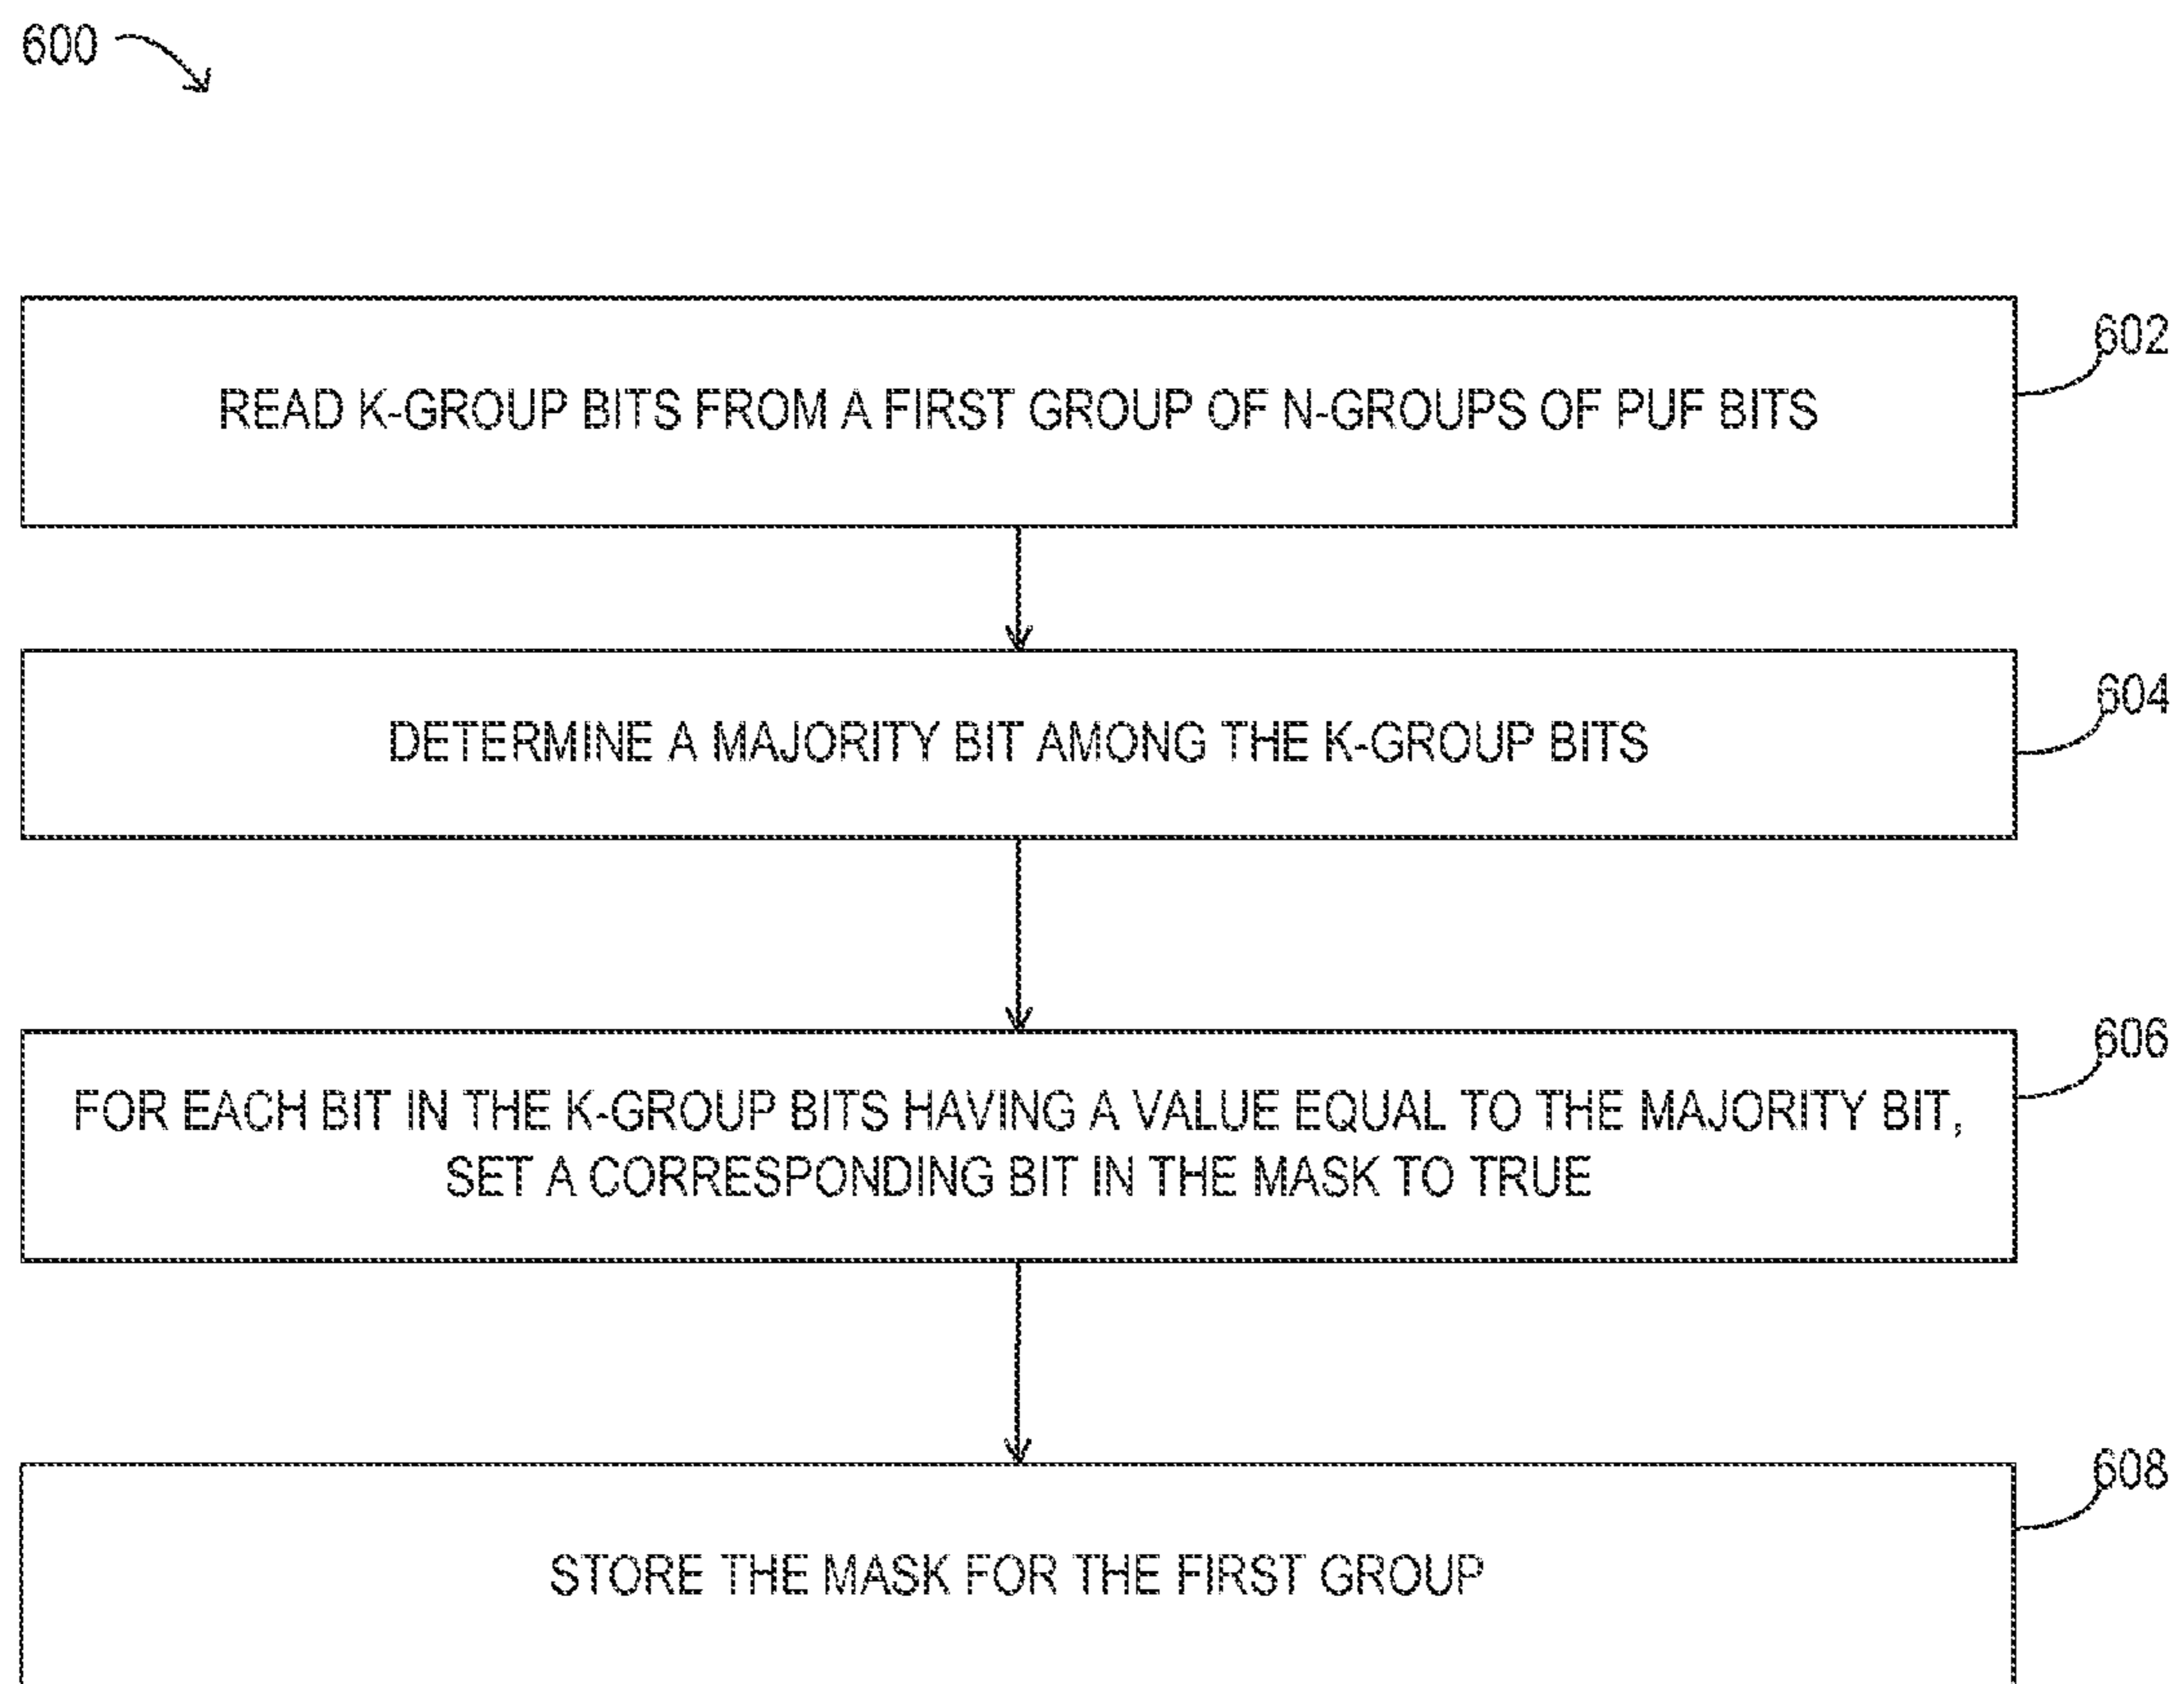 600
602
READ K-GROUP BITS FROM A FIRST GROUP OF N-GROUPS OF PUF BITS
604
DETERMINE A MAJORITY BIT AMONG THE K-GROUP BITS
606
FOR EACH BIT IN THE K-GROUP BITS HAVING A VALUE EQUAL TO THE MAJORITY BIT,
SET A CORRESPONDING BIT IN THE MASK TO TRUE
608
STORE THE MASK FOR THE FIRST GROUP